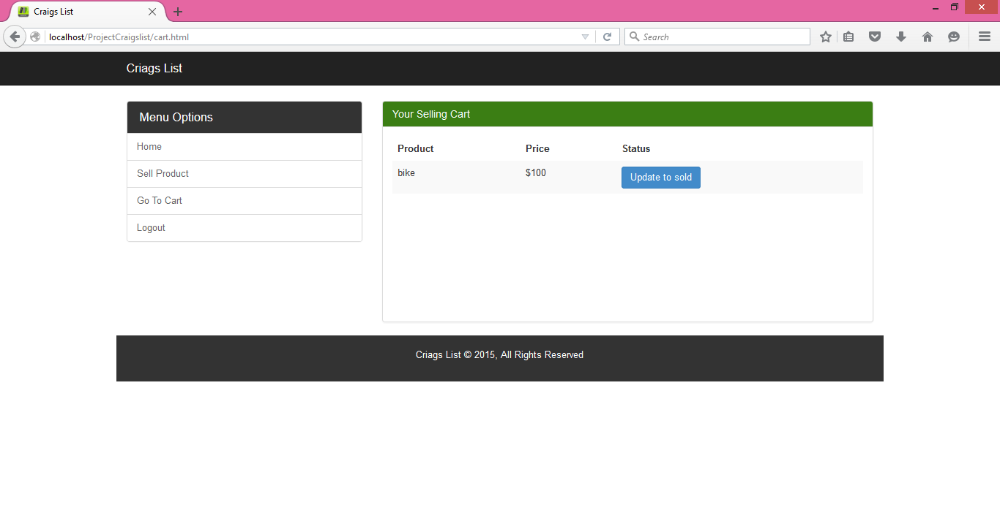 Craigs List
localhost/ProjectCraigslist/cart.html
Search
Criags List
Menu Options
Home
Sell Product
Go To Cart
Logout
Your Selling Cart
Product Price Status
bike $100 Update to sold
Criags List © 2015, All Rights Reserved